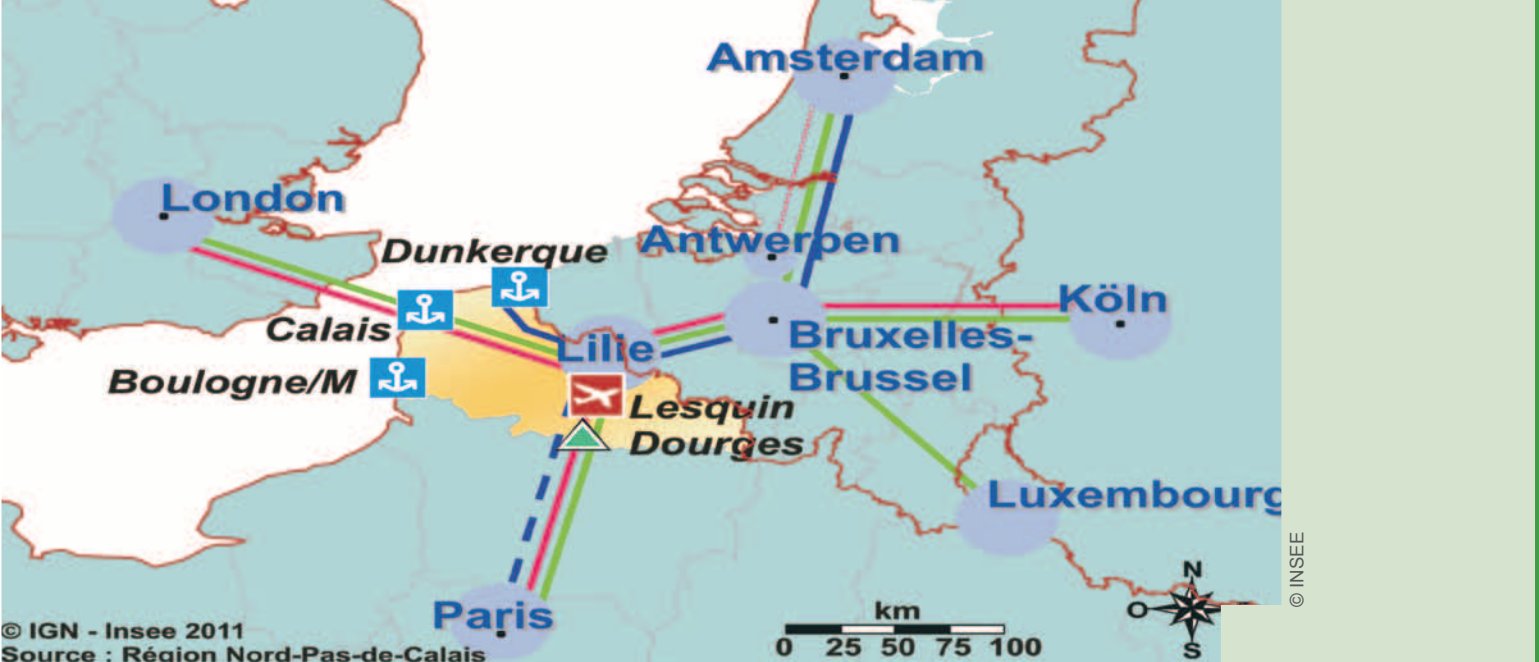 Amsterdam
London
Dunkerque
Antwerpen
Calais
Köln
Lille
Bruxelles-
Brussel
Boulogne/M
Lesquin
Dourges
Luxembourg
Paris
km
0 25 50 75 100
N
O
S
© IGN - Insee 2011
Source : Région Nord-Pas-de-Calais
© INSEE